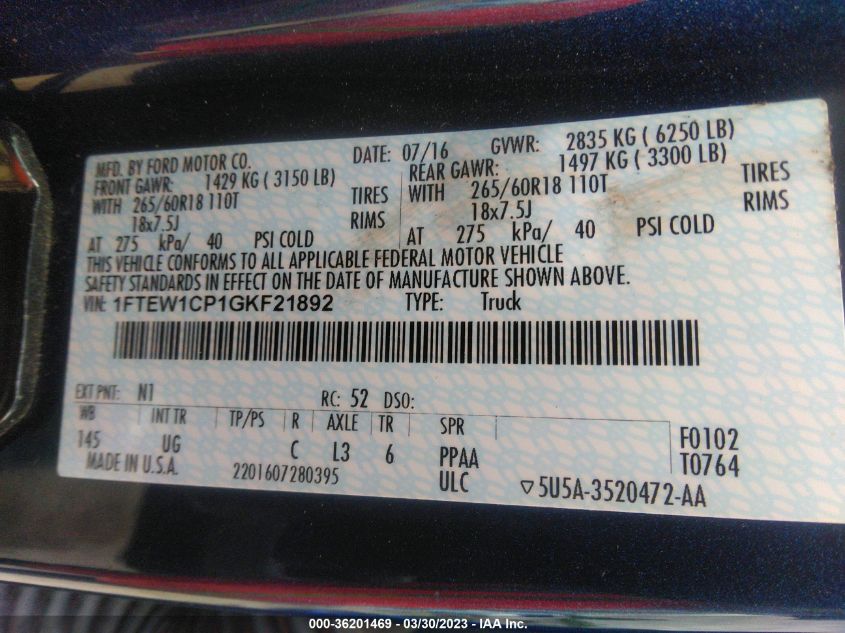 MFD. BY FORD MOTOR CO. DATE: 07/16 GVWR: 2835 KG ( 6250 LB)
FRONT GAWR: 1429 KG ( 3150 LB) REAR GAWR: 1497 KG ( 3300 LB)
WITH 265/60R18 110T TIRES WITH 265/60R18 110T TIRES
18x7.5J RIMS 18x7.5J RIMS
AT 275 kPa/ 40 PSI COLD AT 275 kPa/ 40 PSI COLD
THIS VEHICLE CONFORMS TO ALL APPLICABLE FEDERAL MOTOR VEHICLE
SAFETY STANDARDS IN EFFECT ON THE DATE OF MANUFACTURE SHOWN ABOVE.
VIN: 1FTEW1CP1GKF21892 TYPE: Truck
EXT PNT: N1 RC: 52 DSO:
WB INT TR TP/PS R AXLE TR SPR
145 UG C L3 6 PPAA F0102
MADE IN U.S.A. 2201607280395 ULC T0764
▽5U5A-3520472-AA
000-36201469 - 03/30/2023 - IAA Inc.